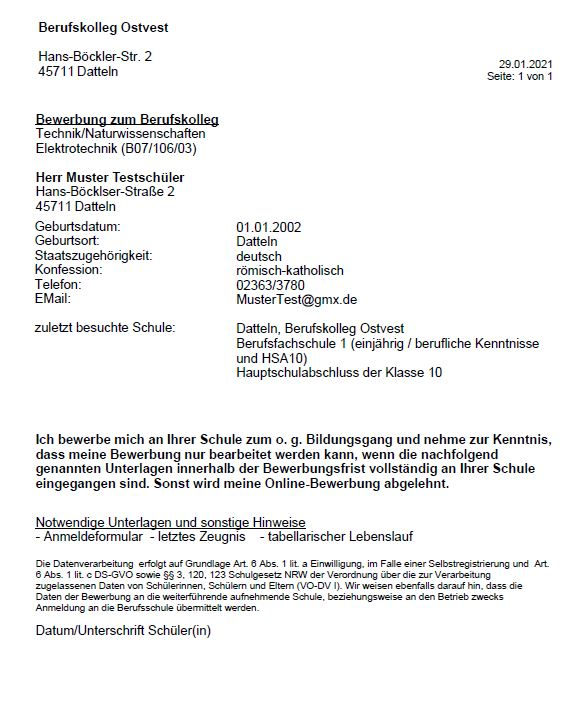 Berufskolleg Ostvest
Hans-Böckler-Str. 2
45711 Datteln
29.01.2021
Seite: 1 von 1
Bewerbung zum Berufskolleg
Technik/Naturwissenschaften
Elektrotechnik (B07/106/03)
Herr Muster Testschüler
Hans-Böcklser-Straße 2
45711 Datteln
Geburtsdatum: 01.01.2002
Geburtsort: Datteln
Staatszugehörigkeit: deutsch
Konfession: römisch-katholisch
Telefon: 02363/3780
EMail: MusterTest@gmx.de
zuletzt besuchte Schule: Datteln, Berufskolleg Ostvest
Berufsfachschule 1 (einjährig / berufliche Kenntnisse
und HSA10)
Hauptschulabschluss der Klasse 10
Ich bewerbe mich an Ihrer Schule zum o. g. Bildungsgang und nehme zur Kenntnis,
dass meine Bewerbung nur bearbeitet werden kann, wenn die nachfolgend
genannten Unterlagen innerhalb der Bewerbungsfrist vollständig an Ihrer Schule
eingegangen sind. Sonst wird meine Online-Bewerbung abgelehnt.
Notwendige Unterlagen und sonstige Hinweise
- Anmeldeformular - letztes Zeugnis - tabellarischer Lebenslauf
Die Datenverarbeitung erfolgt auf Grundlage Art. 6 Abs. 1 lit. a Einwilligung, im Falle einer Selbstregistrierung und Art.
6 Abs. 1 lit. c DS-GVO sowie §§ 3, 120, 123 Schulgesetz NRW der Verordnung über die zur Verarbeitung
zugelassenen Daten von Schülerinnen, Schülern und Eltern (VO-DV I). Wir weisen ebenfalls darauf hin, dass die
Daten der Bewerbung an die weiterführende aufnehmende Schule, beziehungsweise an den Betrieb zwecks
Anmeldung an die Berufsschule übermittelt werden.
Datum/Unterschrift Schüler(in)